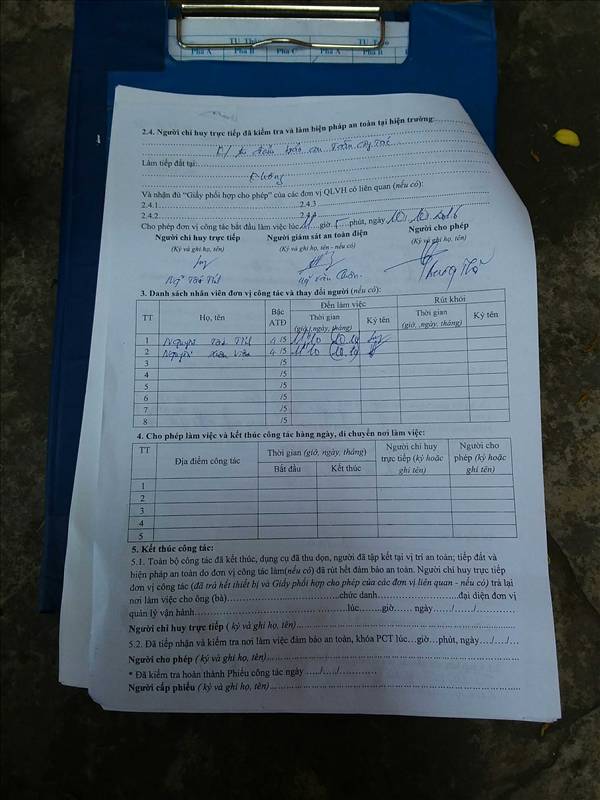 TU Thảo
Pha A Pha B Pha C Pha A Pha B
2.4. Người chỉ huy trực tiếp đã kiểm tra và làm biện pháp an toàn tại hiện trường:
Làm tiếp đất tại:
không
Và nhận đủ “Giấy phối hợp cho phép” của các đơn vị QLVH có liên quan (nếu có):
2.4.1 2.4.3
2.4.2 2.4.4
Cho phép đơn vị công tác bắt đầu làm việc lúc 11 giờ 5 phút, ngày 10. 10. 2016
Người chỉ huy trực tiếp Người giám sát an toàn điện Người cho phép
(Ký và ghi họ, tên) (Ký và ghi họ, tên - nếu có) (Ký và ghi họ, tên)
3. Danh sách nhân viên đơn vị công tác và thay đổi người (nếu có):
TT Họ, tên Bậc ATĐ Đến làm việc Rút khỏi
Thời gian (giờ, ngày, tháng) Ký tên Thời gian (giờ, ngày, tháng) Ký tên
1 Nguyễn 4/5 11h10 10.10
2 Nguyễn 4/5 11h10 10.10
3 /5
4 /5
5 /5
6 /5
7 /5
8 /5
4. Cho phép làm việc và kết thúc công tác hàng ngày, di chuyển nơi làm việc:
TT Địa điểm công tác Thời gian (giờ, ngày, tháng) Người chỉ huy trực tiếp (ký hoặc ghi tên) Người cho phép (ký hoặc ghi tên)
Bắt đầu Kết thúc
1
2
3
4
5
5. Kết thúc công tác:
5.1. Toàn bộ công tác đã kết thúc, dụng cụ đã thu dọn, người đã tập kết tại vị trí an toàn; tiếp đất và
biện pháp an toàn do đơn vị công tác làm(nếu có) đã rút hết đảm bảo an toàn. Người chỉ huy trực tiếp
đơn vị công tác (đã trả hết thiết bị và Giấy phối hợp cho phép của các đơn vị liên quan - nếu có) trả lại
nơi làm việc cho ông (bà) chức danh đại diện đơn vị
quản lý vận hành lúc giờ ngày / /
Người chỉ huy trực tiếp ( ký và ghi họ, tên)
5.2. Đã tiếp nhận và kiểm tra nơi làm việc đảm bảo an toàn, khóa PCT lúc…giờ…phút, ngày…/…/…
Người cho phép ( ký và ghi họ, tên)
* Đã kiểm tra hoàn thành Phiếu công tác ngày …/…/…
Người cấp phiếu ( ký và ghi họ, tên)